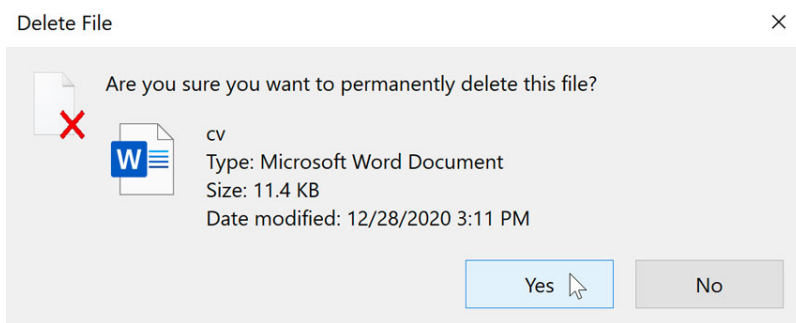 Delete File
Are you sure you want to permanently delete this file?
W
cv
Type: Microsoft Word Document
Size: 11.4 KB
Date modified: 12/28/2020 3:11 PM
Yes
No